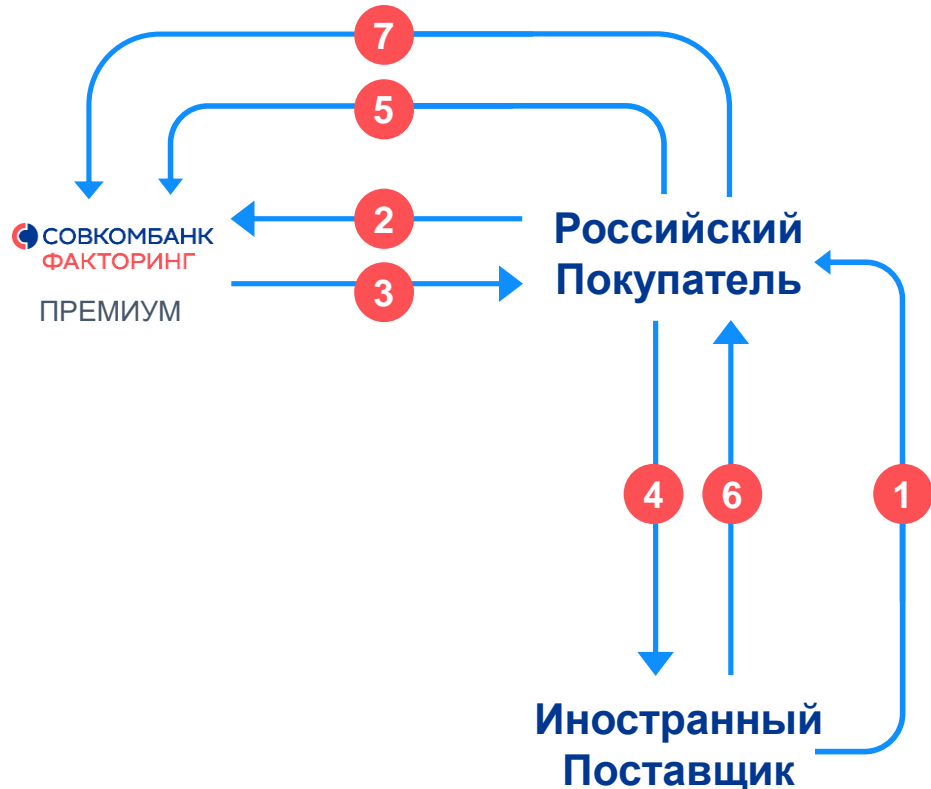 7
5
2
СОВКОМБАНК
ФАКТОРИНГ
3
ПРЕМИУМ
Российский
Покупатель
4
6
1
Иностранный
Поставщик